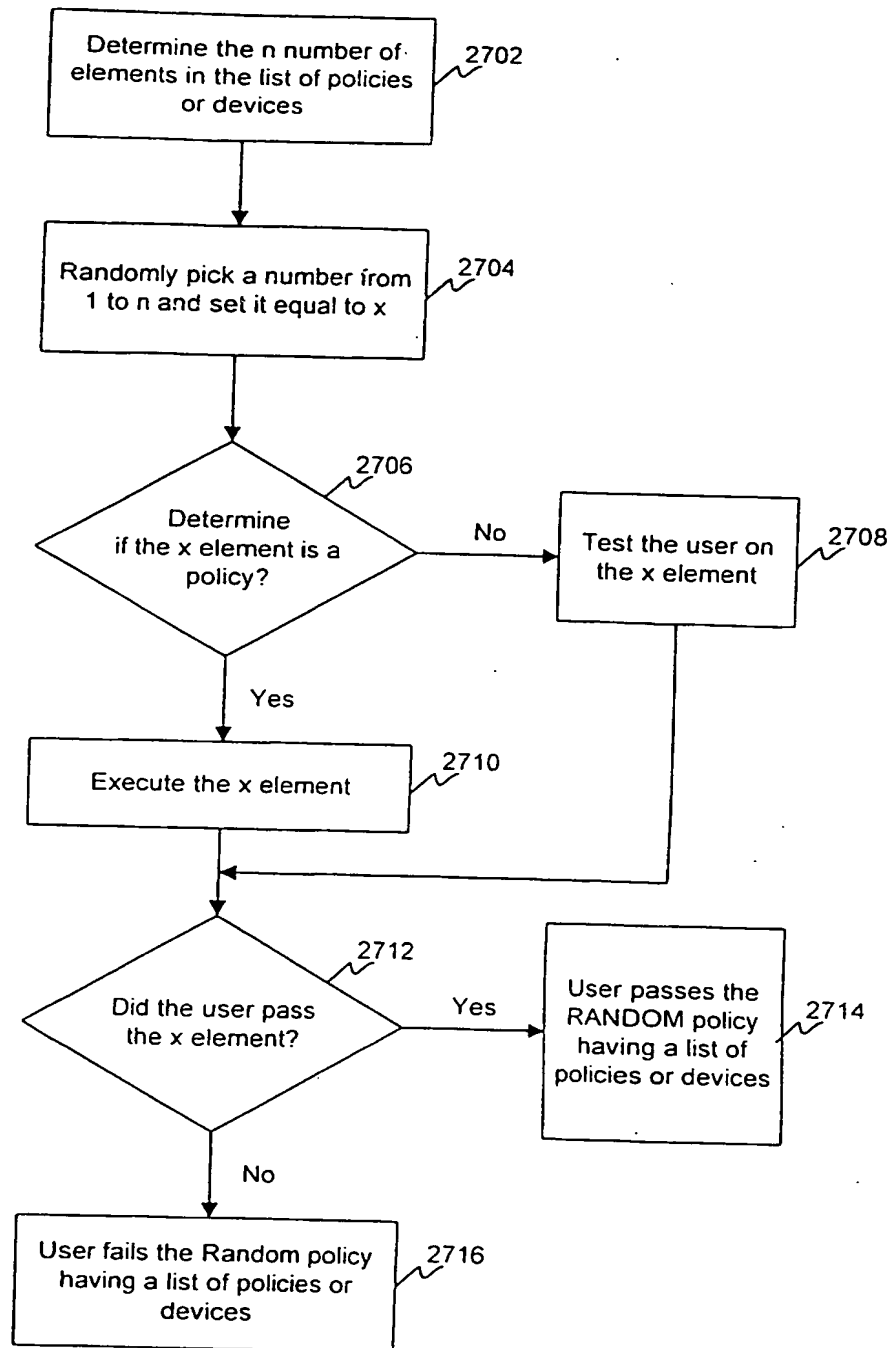 Determine the n number of
elements in the list of policies
or devices
2702
Randomly pick a number from
1 to n and set it equal to x
2704
2706
Determine
if the x element is a
policy?
No
Test the user on
the x element
2708
Yes
Execute the x element
2710
2712
Did the user pass
the x element?
Yes
User passes the
RANDOM policy
having a list of
policies or devices
2714
No
User fails the Random policy
having a list of policies or
devices
2716